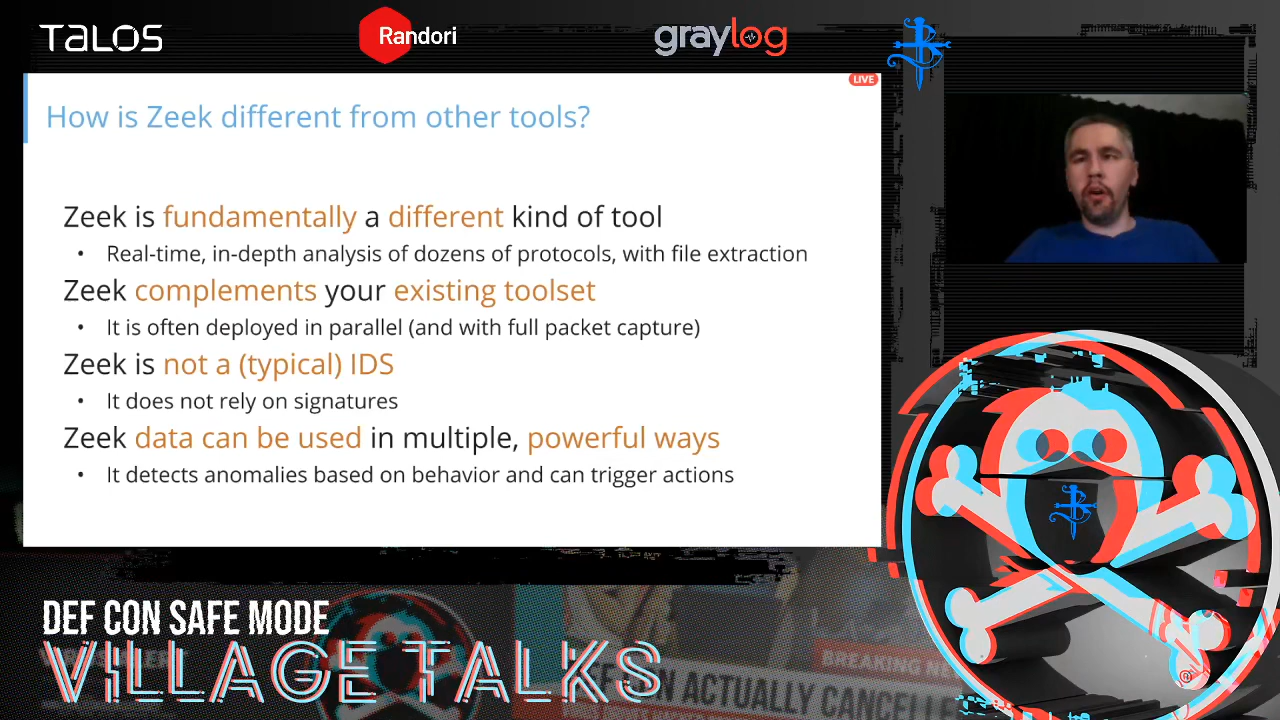 TALOS
Randori
graylog
LIVE
How is Zeek different from other tools?
Zeek is fundamentally a different kind of tool
• Real-time, in-depth analysis of dozens of protocols, with file extraction
Zeek complements your existing toolset
• It is often deployed in parallel (and with full packet capture)
Zeek is not a (typical) IDS
• It does not rely on signatures
Zeek data can be used in multiple, powerful ways
• It detects anomalies based on behavior and can trigger actions
DEF CON SAFE MODE
VILLAGE TALKS
BREAKING NE
ACTUALLY CANCELLE